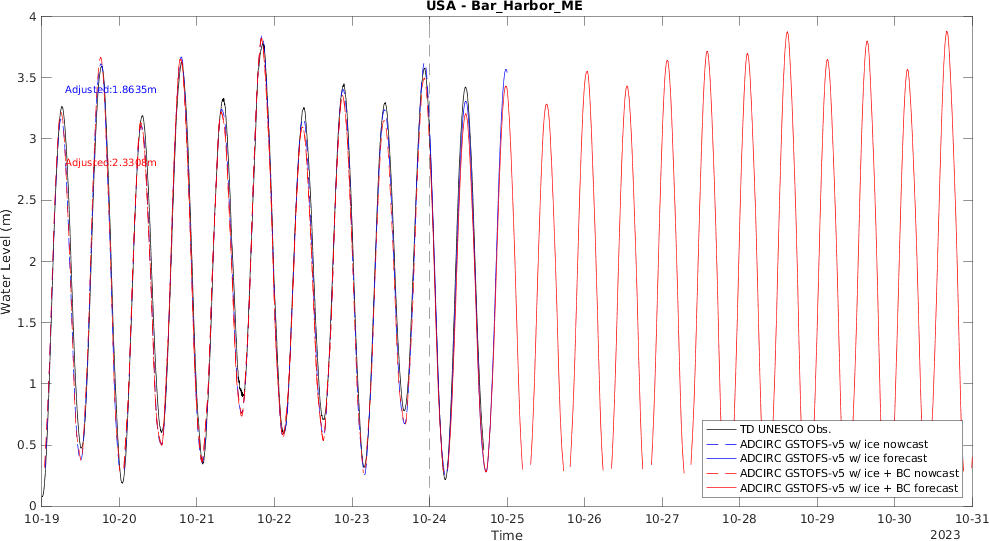 USA - Bar_Harbor_ME
Adjusted:1.8635m
Adjusted:2.3308m
Water Level (m)
4
3.5
3
2.5
2
1.5
1
0.5
0
10-19 10-20 10-21 10-22 10-23 10-24 10-25 10-26 10-27 10-28 10-29 10-30 10-31
Time
2023
TD UNESCO Obs.
ADCIRC GSTOFS-v5 w/ ice nowcast
ADCIRC GSTOFS-v5 w/ ice forecast
ADCIRC GSTOFS-v5 w/ ice + BC nowcast
ADCIRC GSTOFS-v5 w/ ice + BC forecast